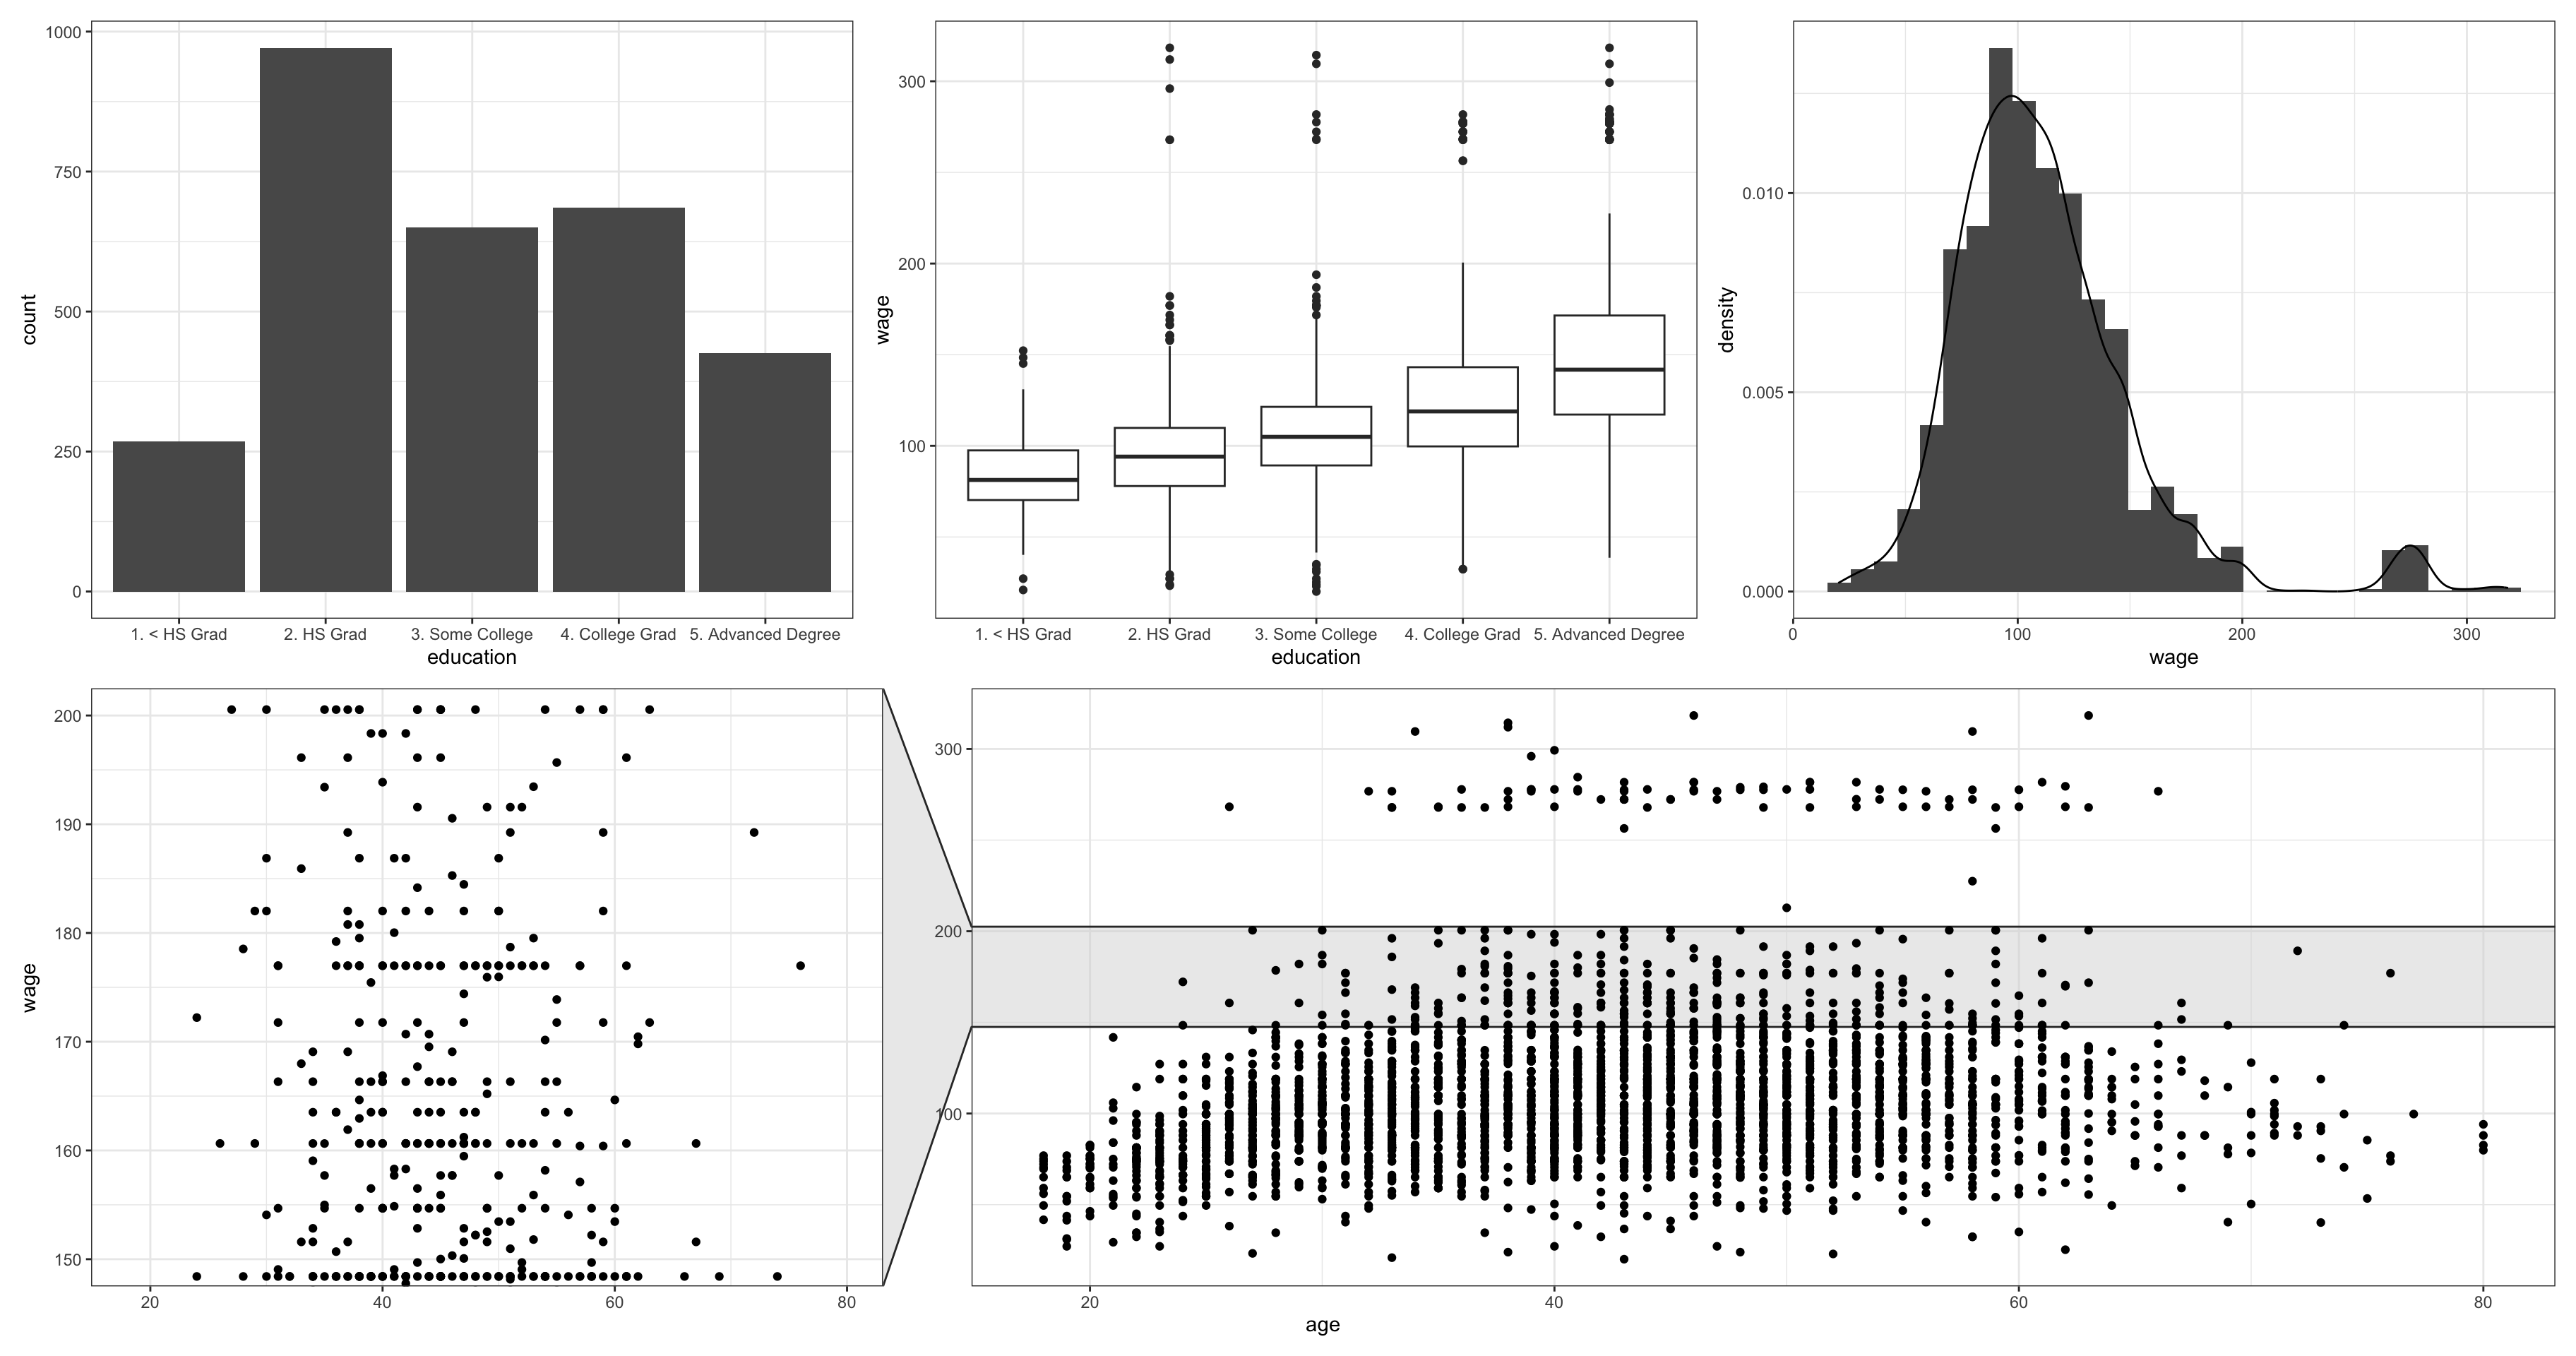 1000
750
500
250
0
count
1. < HS Grad 2. HS Grad 3. Some College 4. College Grad 5. Advanced Degree
education
300
200
100
wage
1. < HS Grad 2. HS Grad 3. Some College 4. College Grad 5. Advanced Degree
education
0.010
0.005
0.000
density
0 100 200 300
wage
200
190
180
170
160
150
wage
20 40 60 80
300
200
100
20 40 60 80
age